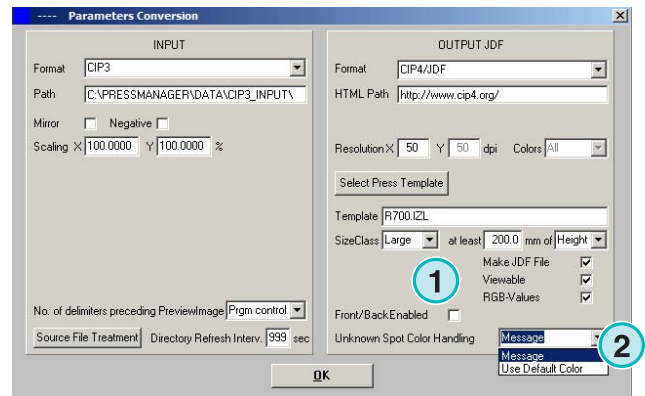 ---- Parameters Conversion
INPUT
Format CIP3
Path C:\PRESSMANAGER\DATA\CIP3_INPUT\
Mirror Negative
Scaling X 100.0000 Y 100.0000 %
No. of delimiters preceding PreviewImage Prgm control
Source File Treatment Directory Refresh Interv. 999 sec
OUTPUT JDF
Format CIP4/JDF
HTML Path http://www.cip4.org/
Resolution X 50 Y 50 dpi Colors All
Select Press Template
Template R700.IZL
SizeClass Large at least 200.0 mm of Height
1
Make JDF File
Viewable
RGB-Values
Front/Back Enabled
Unknown Spot Color Handling Message
2
Message
Use Default Color
OK